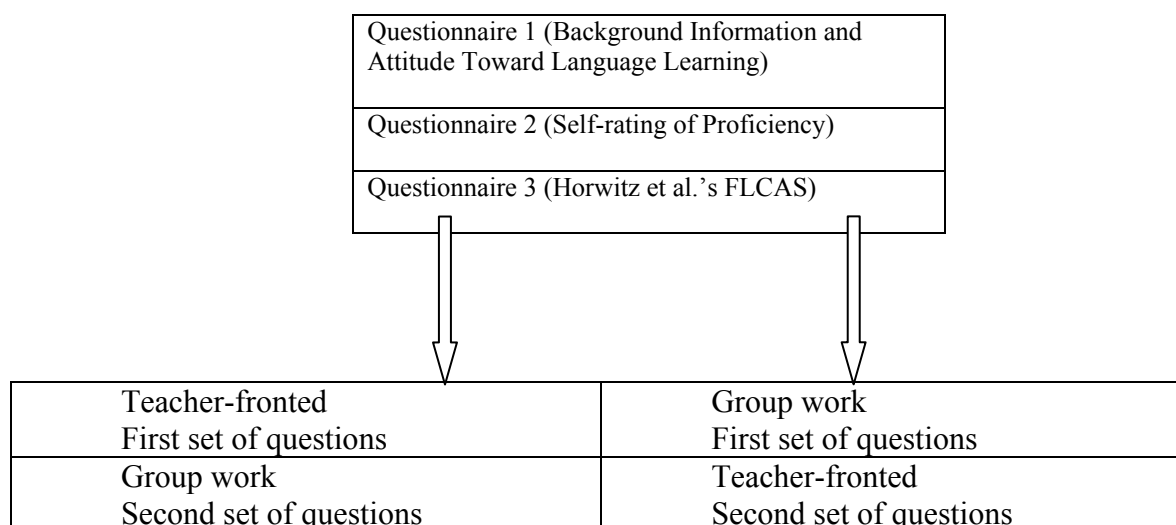 Questionnaire 1 (Background Information and
Attitude Toward Language Learning)
Questionnaire 2 (Self-rating of Proficiency)
Questionnaire 3 (Horwitz et al.’s FLCAS)
Teacher-fronted
First set of questions
Group work
First set of questions
Group work
Second set of questions
Teacher-fronted
Second set of questions